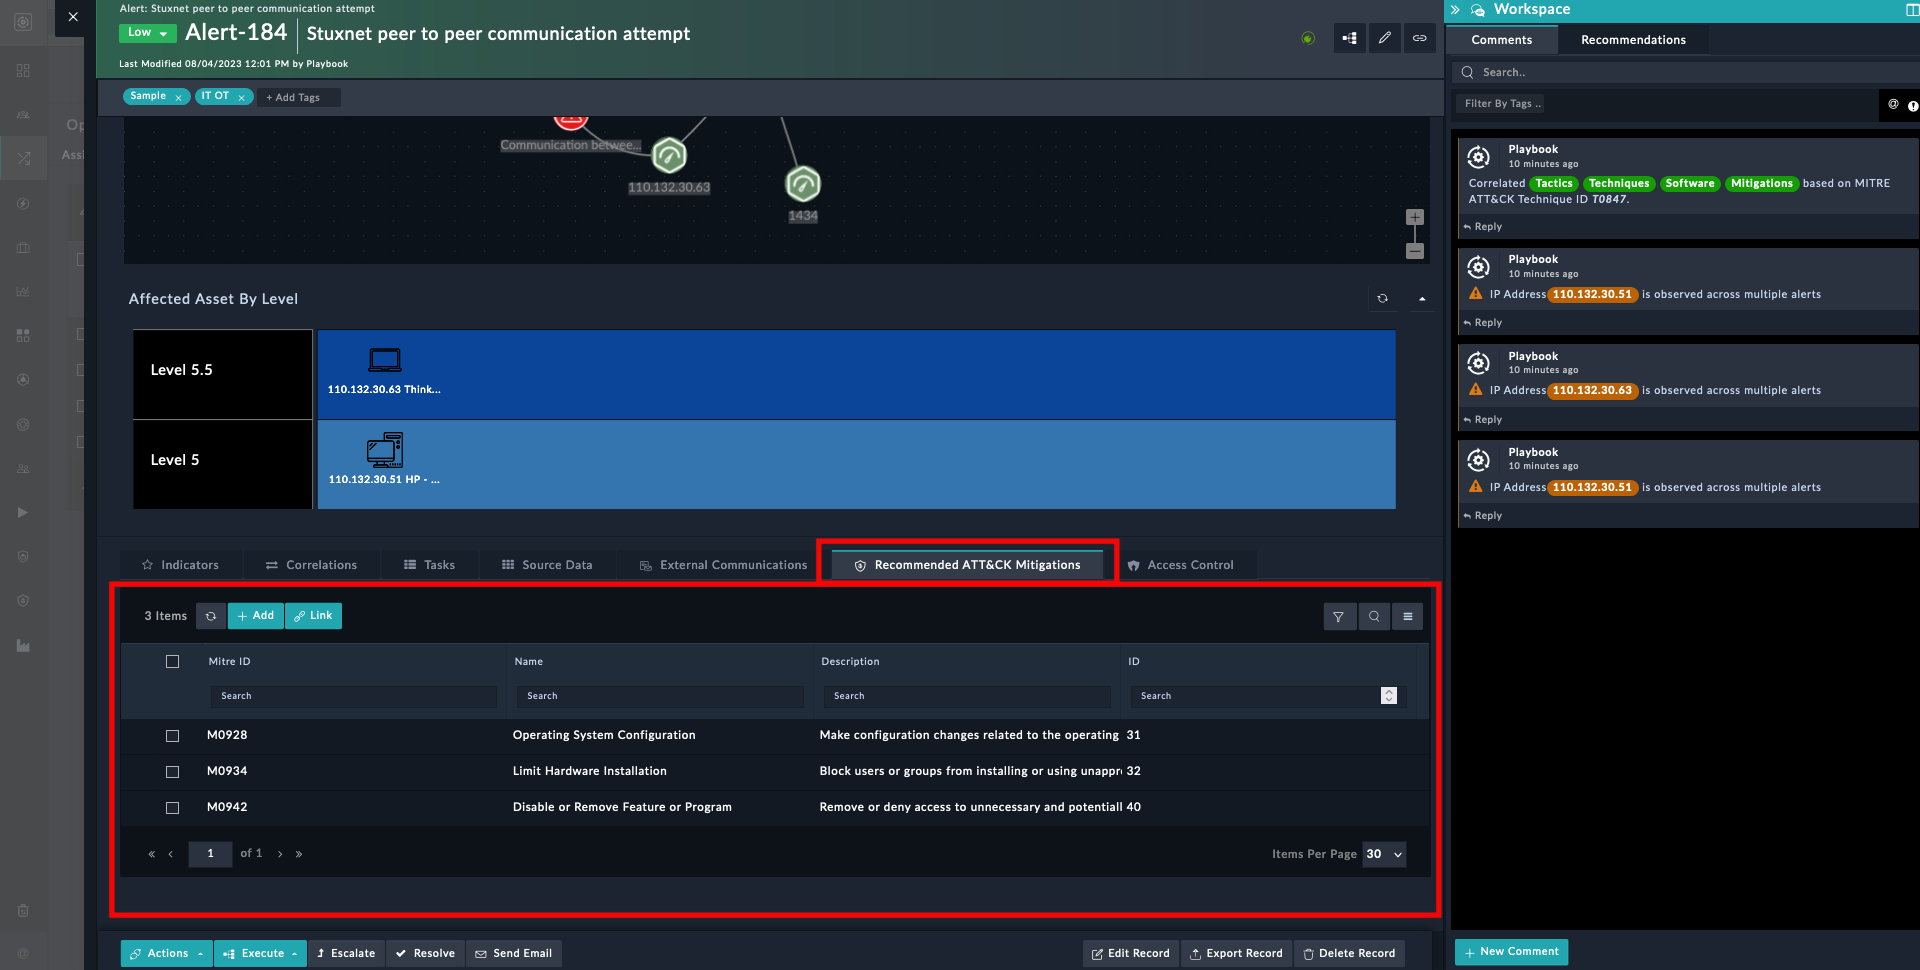 Alert: Stuxnet peer to peer communication attempt
Low Alert-184 Stuxnet peer to peer communication attempt
Last Modified 08/04/2023 12:01 PM by Playbook
Sample × IT OT × + Add Tags
Communication betwee...
110.132.30.63
1434
Affected Asset By Level
Level 5.5
110.132.30.63 Think...
Level 5
110.132.30.51 HP - ...
Indicators Correlations Tasks Source Data External Communications Recommended ATT&CK Mitigations Access Control
3 Items + Add Link
Mitre ID Name Description ID
Search Search Search Search
M0928 Operating System Configuration Make configuration changes related to the operating 31
M0934 Limit Hardware Installation Block users or groups from installing or using unappr 32
M0942 Disable or Remove Feature or Program Remove or deny access to unnecessary and potentiall 40
« ‹ 1 of 1 › »
Items Per Page 30
Actions Execute Escalate Resolve Send Email Edit Record Export Record Delete Record
Workspace
Comments Recommendations
Search..
Filter By Tags ..
@
Playbook
10 minutes ago
Correlated Tactics Techniques Software Mitigations based on MITRE
ATT&CK Technique ID T0847.
Reply
Playbook
10 minutes ago
IP Address 110.132.30.51 is observed across multiple alerts
Reply
Playbook
10 minutes ago
IP Address 110.132.30.63 is observed across multiple alerts
Reply
Playbook
10 minutes ago
IP Address 110.132.30.51 is observed across multiple alerts
Reply
+ New Comment
Op
Assi